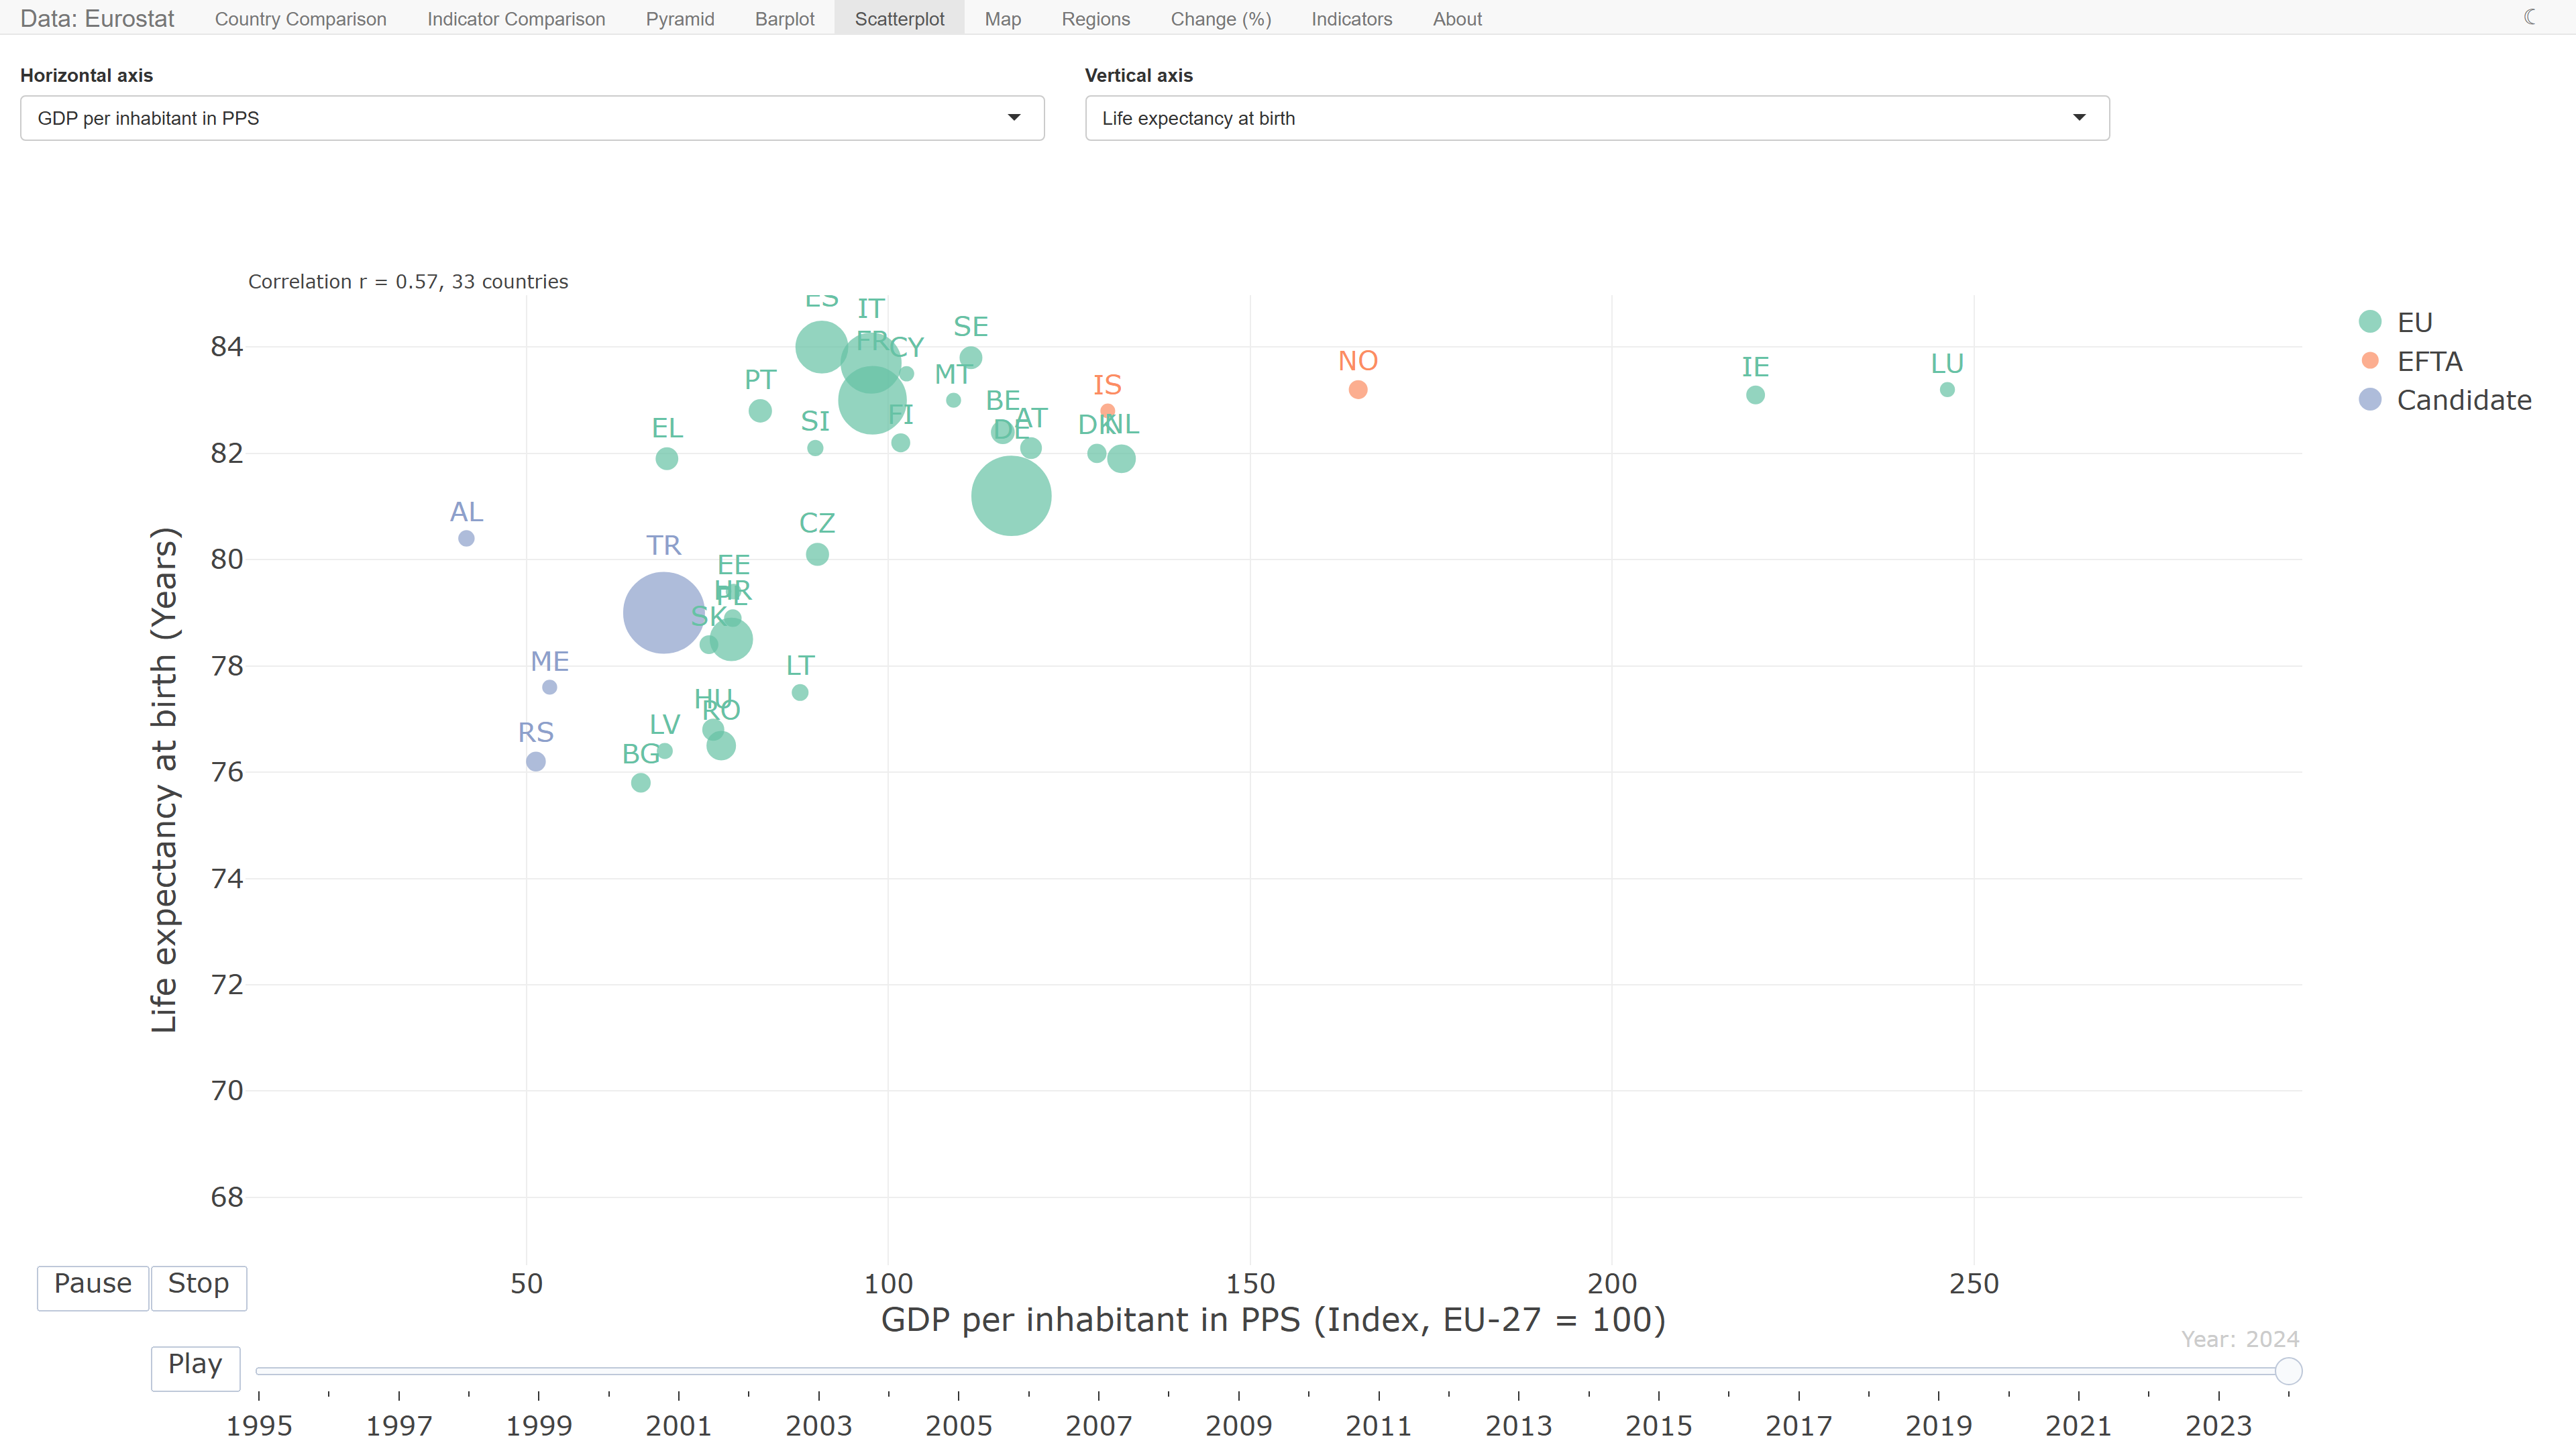 Data: Eurostat Country Comparison Indicator Comparison Pyramid Barplot Scatterplot Map Regions Change (%) Indicators About
Horizontal axis Vertical axis
GDP per inhabitant in PPS Life expectancy at birth
Correlation r = 0.57, 33 countries
ES
IT
SE
FR
CY
NO
IE
LU
PT
MT
IS
BE
SI
FI
AT
EL
DE
DK
NL
AL
CZ
TR
EE
HR
PL
SK
ME
LT
HU
RO
LV
RS
BG
EU
EFTA
Candidate
84
82
80
78
76
74
72
70
68
Life expectancy at birth (Years)
50 100 150 200 250
GDP per inhabitant in PPS (Index, EU-27 = 100)
Pause Stop
Year: 2024
Play
1995 1997 1999 2001 2003 2005 2007 2009 2011 2013 2015 2017 2019 2021 2023